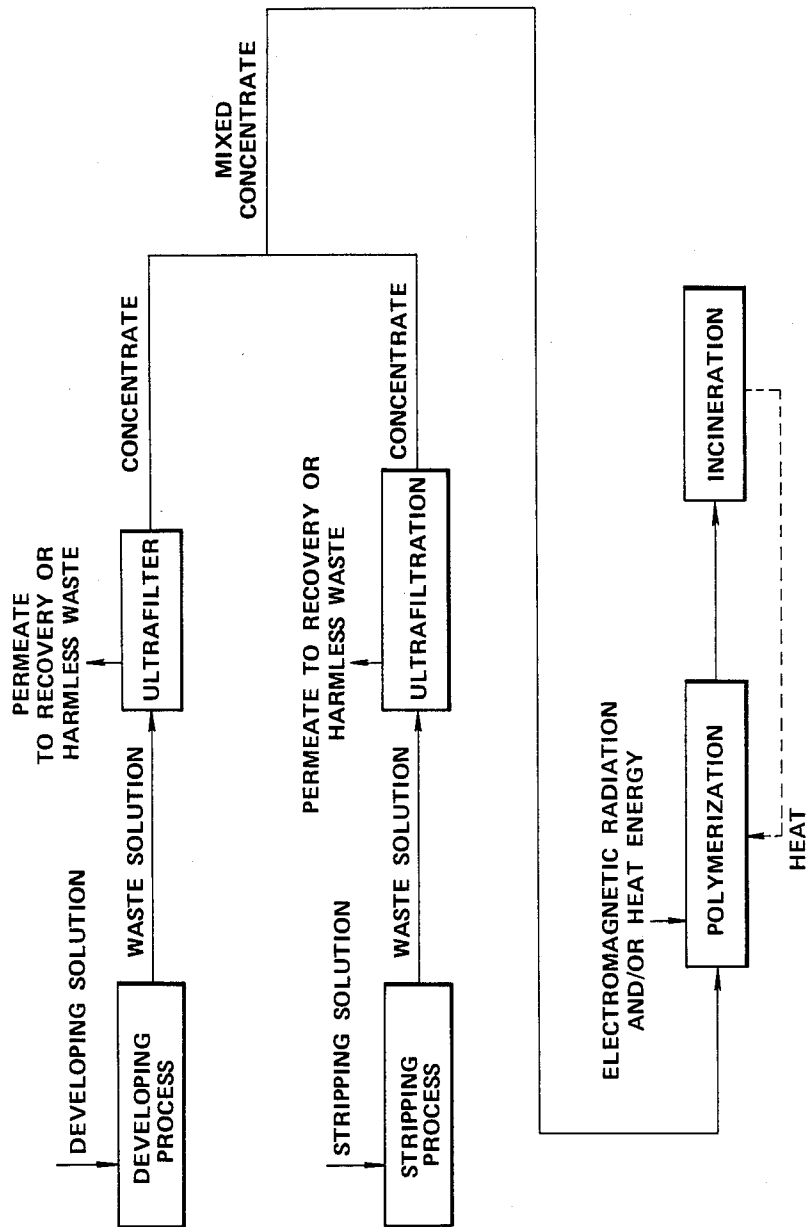 DEVELOPING SOLUTION
DEVELOPING
PROCESS
WASTE SOLUTION
PERMEATE
TO RECOVERY OR
HARMLESS WASTE
ULTRAFILTER
CONCENTRATE
STRIPPING SOLUTION
STRIPPING
PROCESS
WASTE SOLUTION
PERMEATE TO RECOVERY OR
HARMLESS WASTE
ULTRAFILTRATION
CONCENTRATE
MIXED
CONCENTRATE
ELECTROMAGNETIC RADIATION
AND/OR HEAT ENERGY
POLYMERIZATION
INCINERATION
HEAT